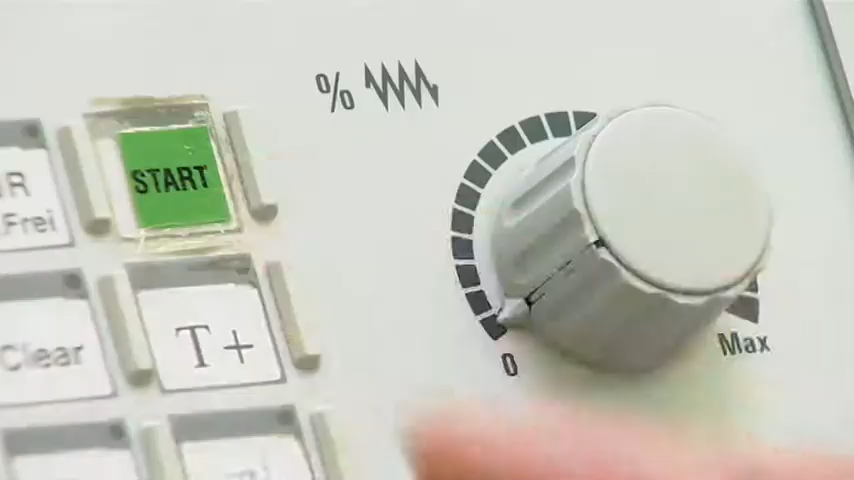 %
START
R
.Frei
Clear
T+
0
Max